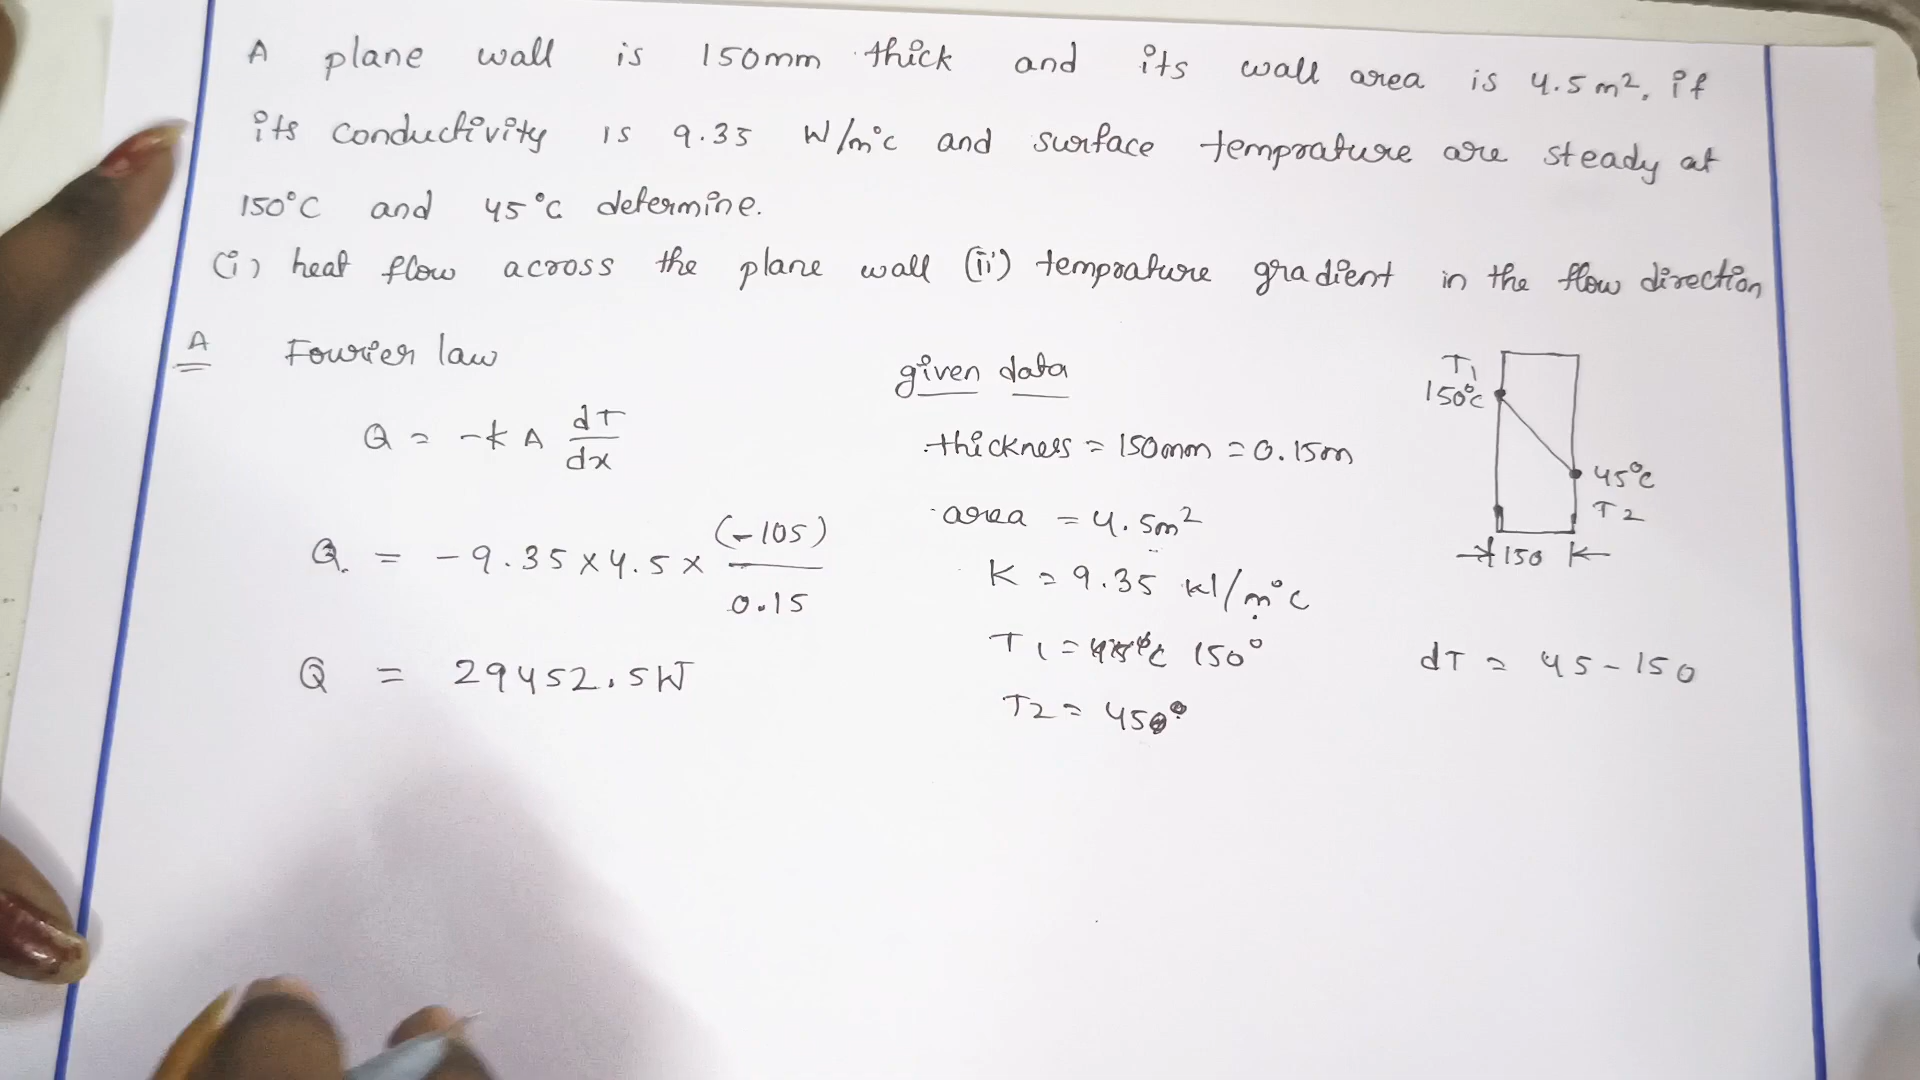 A plane wall is 150mm thick and its wall area is 4.5m², if
its conductivity is 9.35 W/m°C and surface temprature are steady at
150°C and 45°C determine.
(i) heat flow across the plane wall (ii) temprature gradient in the flow direction
A Fourier law
Q = -k A dT/dx
Q = -9.35 x 4.5 x (-105)/0.15
Q = 29452.5W
given data
thickness = 150mm = 0.15m
area = 4.5m²
K = 9.35 W/m°C
T1 = 150°
T2 = 45°
T1
150°C
45°C
T2
150
dT = 45-150